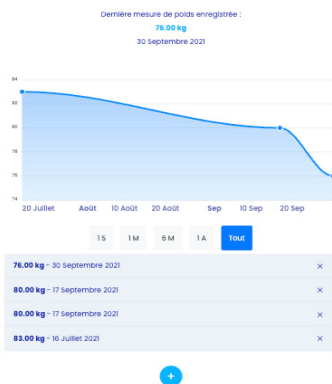 Dernière mesure de poids enregistrée :
76.00 kg
30 Septembre 2021
84
82
80
78
76
74
20 Juillet Août 10 Août 20 Août Sep 10 Sep 20 Sep
1 S 1 M 6 M 1 A Tout
76.00 kg - 30 Septembre 2021 ×
80.00 kg - 17 Septembre 2021 ×
80.00 kg - 17 Septembre 2021 ×
83.00 kg - 16 Juillet 2021 ×
+